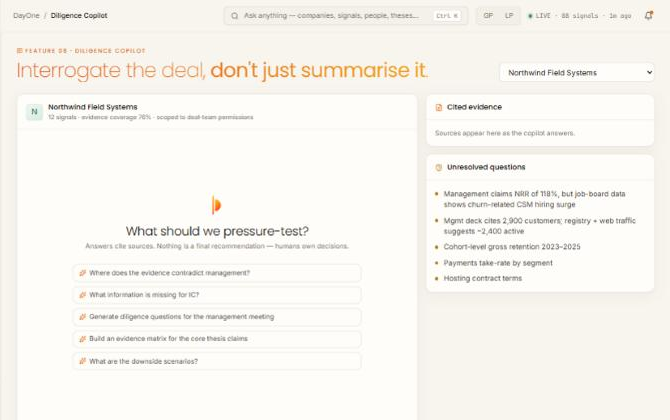 DayOne / Diligence Copilot
Ask anything — companies, signals, people, theses...
Ctrl K
GP LP
LIVE · 88 signals · 1m ago
FEATURE 08 · DILIGENCE COPILOT
Interrogate the deal, don't just summarise it.
Northwind Field Systems
N
Northwind Field Systems
12 signals · evidence coverage 76% · scoped to deal-team permissions
What should we pressure-test?
Answers cite sources. Nothing is a final recommendation — humans own decisions.
Where does the evidence contradict management?
What information is missing for IC?
Generate diligence questions for the management meeting
Build an evidence matrix for the core thesis claims
What are the downside scenarios?
Cited evidence
Sources appear here as the copilot answers.
Unresolved questions
Management claims NRR of 118%, but job-board data
shows churn-related CSM hiring surge
Mgmt deck cites 2,900 customers; registry + web traffic
suggests ~2,400 active
Cohort-level gross retention 2023–2025
Payments take-rate by segment
Hosting contract terms